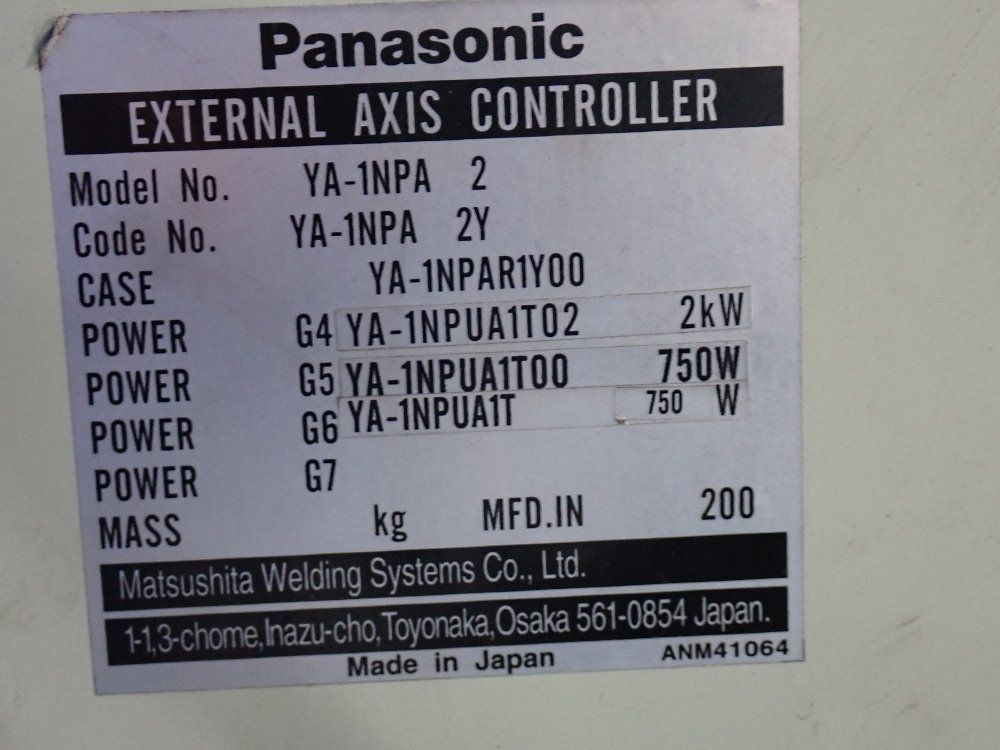 Panasonic
EXTERNAL AXIS CONTROLLER
Model No. YA-1NPA 2
Code No. YA-1NPA 2Y
CASE YA-1NPAR1Y00
POWER G4 YA-1NPUA1T02 2kW
POWER G5 YA-1NPUA1T00 750W
POWER G6 YA-1NPUA1T 750 W
POWER G7
MASS kg MFD.IN 200
Matsushita Welding Systems Co., Ltd.
1-1,3-chome,Inazu-cho,Toyonaka,Osaka 561-0854 Japan.
Made in Japan ANM41064